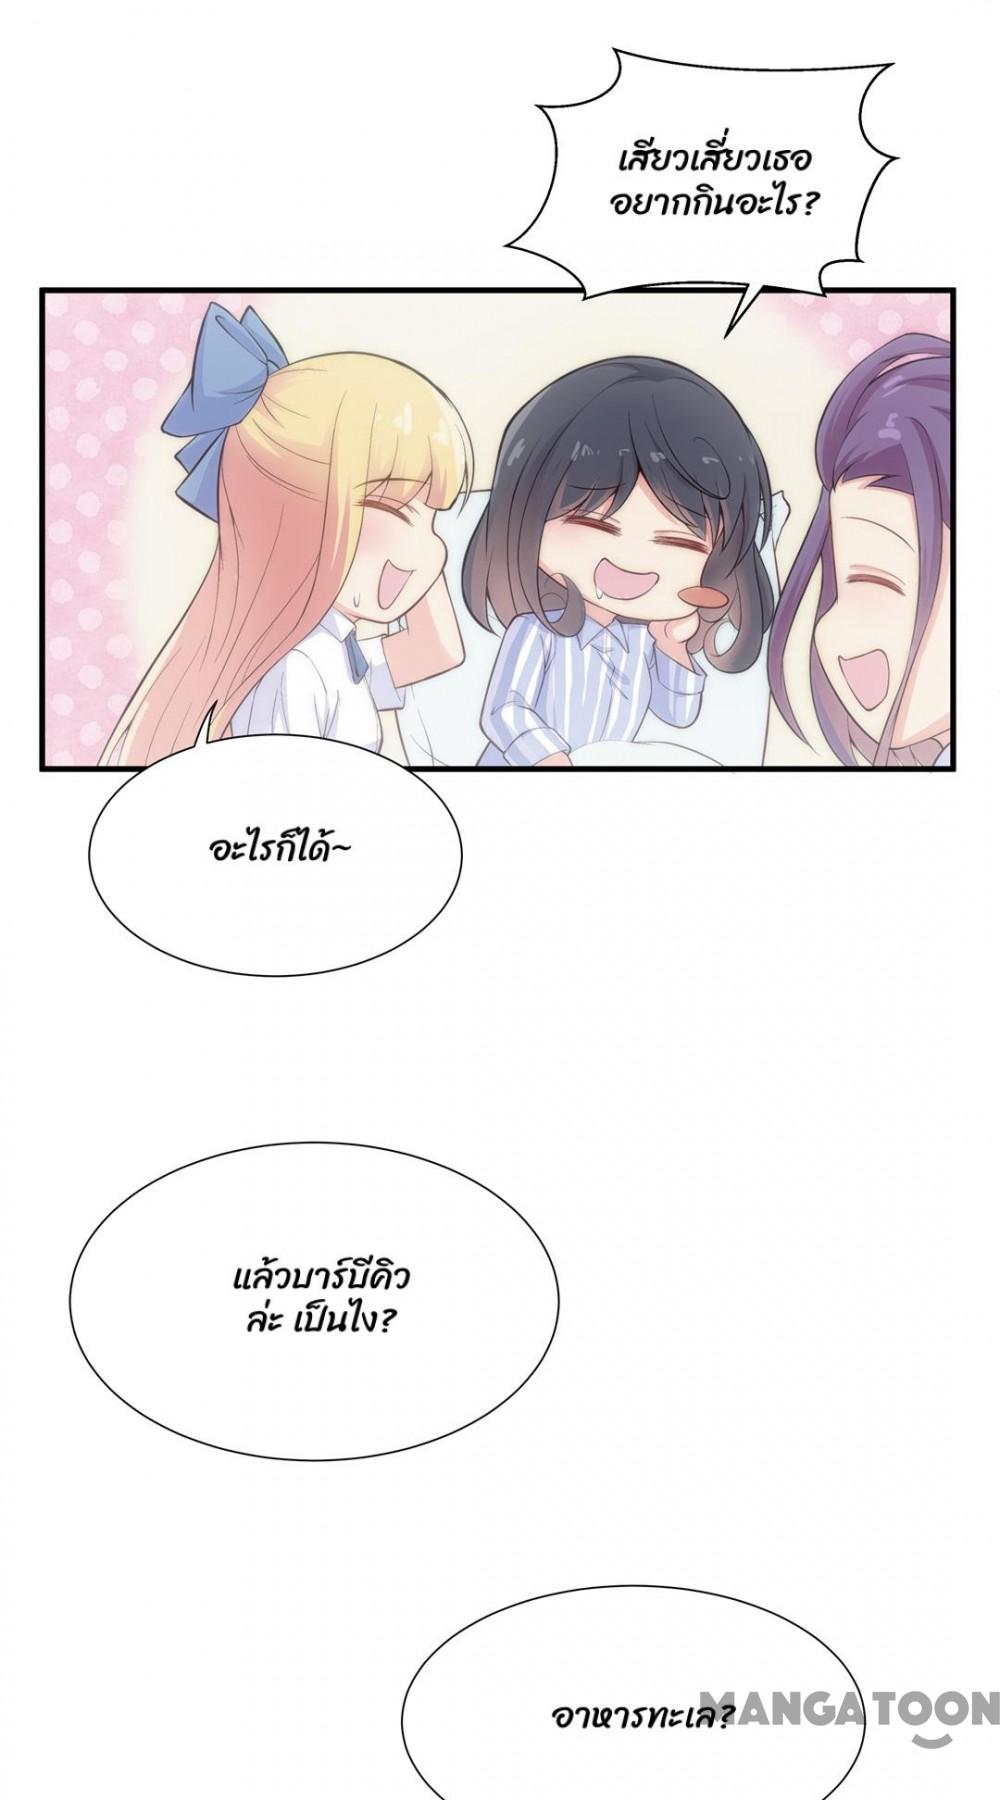 เสียวเสี่ยวเธอ
อยากกินอะไร?
อะไรก็ได้~
แล้วบาร์บีคิว
ล่ะ เป็นไง?
อาหารทะเล?
MANGATOON